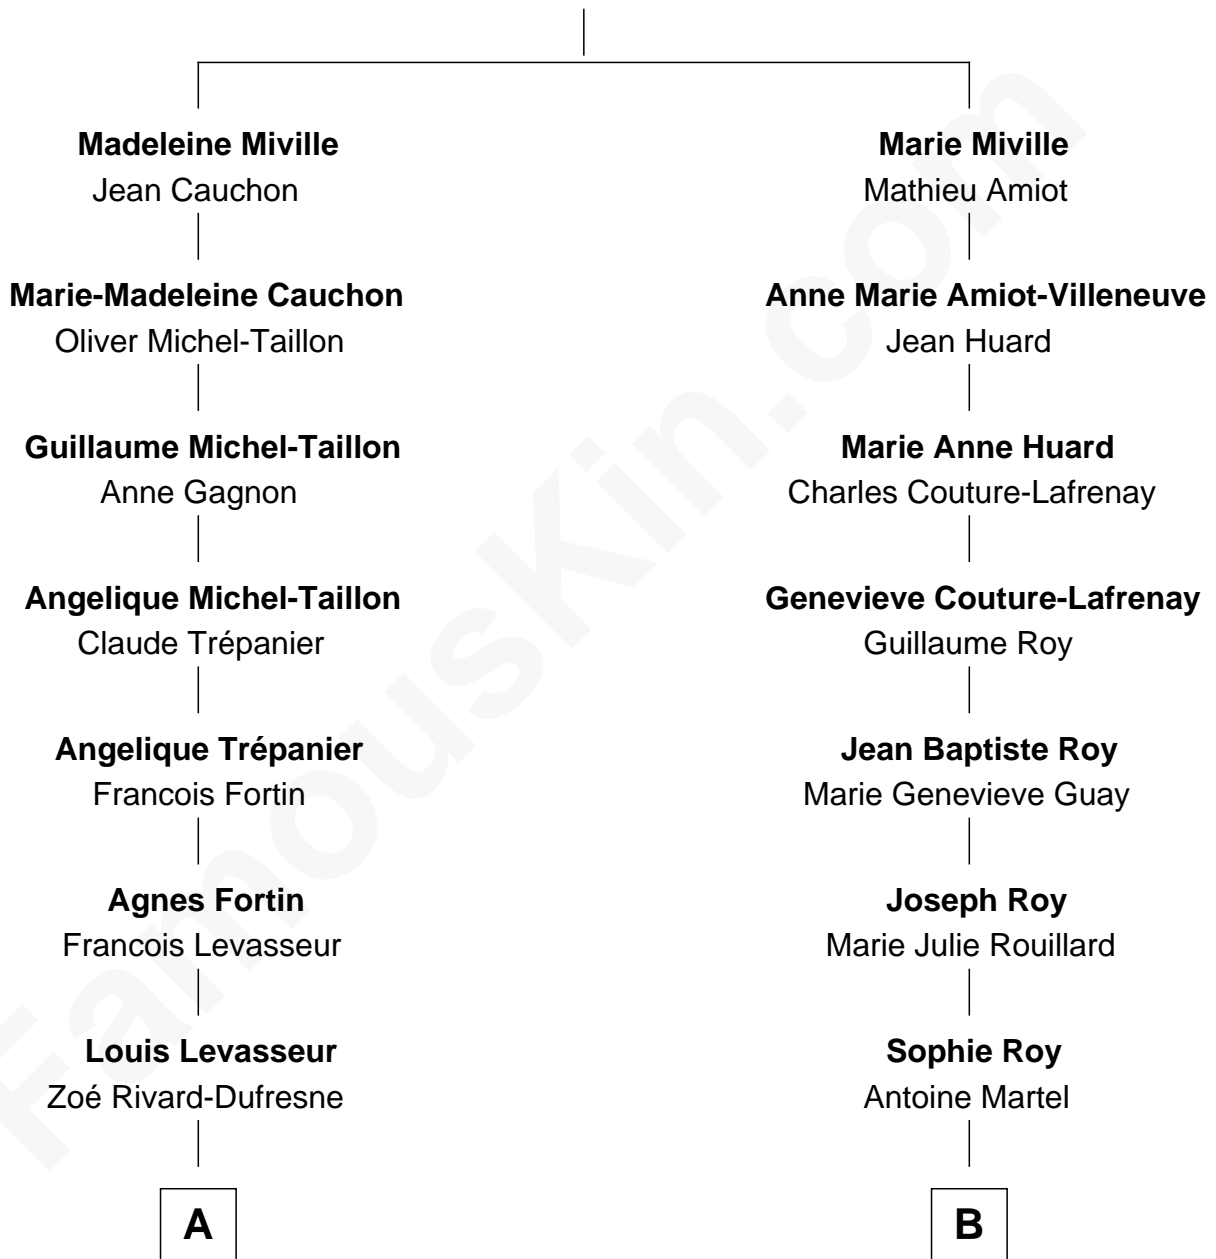 Madeleine Miville
Jean Cauchon
Marie-Madeleine Cauchon
Oliver Michel-Taillon
Guillaume Michel-Taillon
Anne Gagnon
Angelique Michel-Taillon
Claude Trépanier
Angelique Trépanier
Francois Fortin
Agnes Fortin
Francois Levasseur
Louis Levasseur
Zoé Rivard-Dufresne
A
Marie Miville
Mathieu Amiot
Anne Marie Amiot-Villeneuve
Jean Huard
Marie Anne Huard
Charles Couture-Lafrenay
Genevieve Couture-Lafrenay
Guillaume Roy
Jean Baptiste Roy
Marie Genevieve Guay
Joseph Roy
Marie Julie Rouillard
Sophie Roy
Antoine Martel
B
FamousKin.com